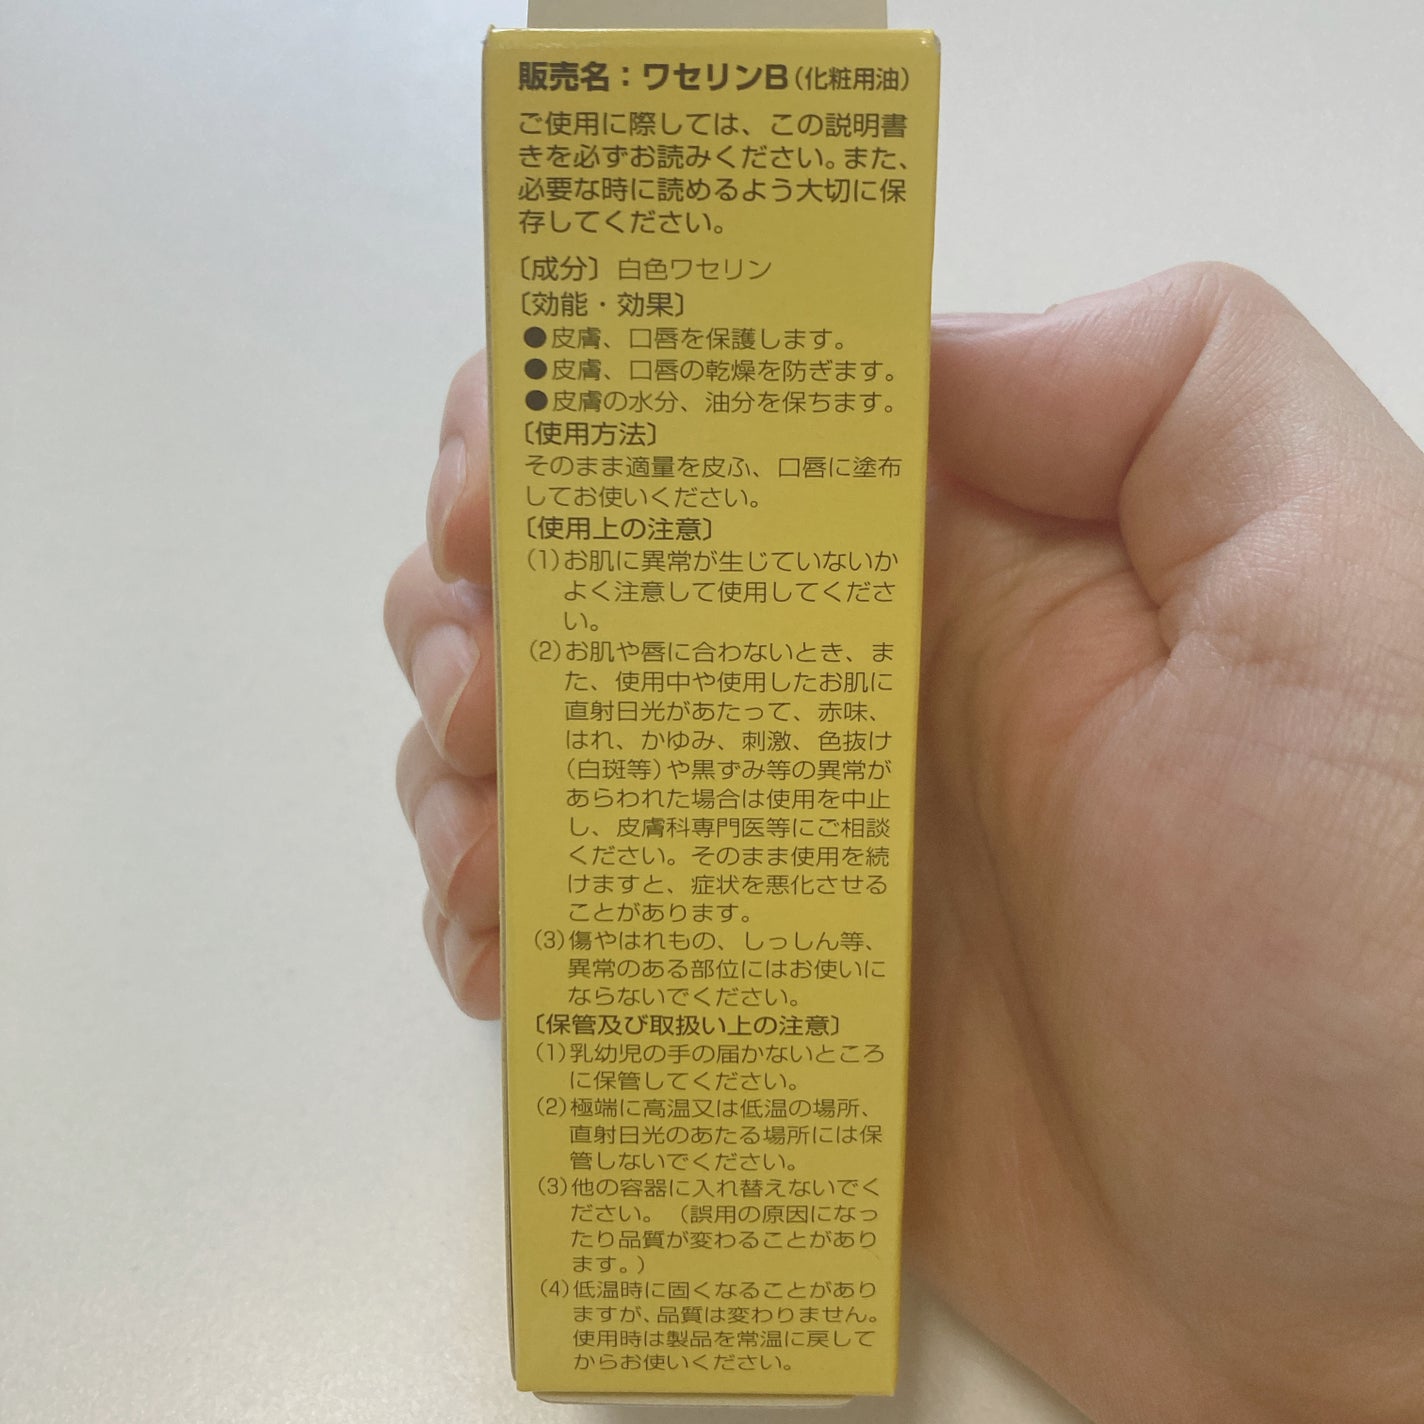 販売名：ワセリンB（化粧用油）
ご使用に際しては、この説明書
きを必ずお読みください。また、
必要な時に読めるよう大切に保
存してください。
〔成分〕白色ワセリン
〔効能・効果〕
●皮膚、口唇を保護します。
●皮膚、口唇の乾燥を防ぎます。
●皮膚の水分、油分を保ちます。
〔使用方法〕
そのまま適量を皮ふ、口唇に塗布
してお使いください。
〔使用上の注意〕
(1)お肌に異常が生じていないか
よく注意して使用してくださ
い。
(2)お肌や唇に合わないとき、ま
た、使用中や使用したお肌に
直射日光があたって、赤味、
はれ、かゆみ、刺激、色抜け
（白斑等）や黒ずみ等の異常が
あらわれた場合は使用を中止
し、皮膚科専門医等にご相談
ください。そのまま使用を続
けますと、症状を悪化させる
ことがあります。
(3)傷やはれもの、しっしん等、
異常のある部位にはお使いに
ならないでください。
〔保管及び取扱い上の注意〕
(1)乳幼児の手の届かないところ
に保管してください。
(2)極端に高温又は低温の場所、
直射日光のあたる場所には保
管しないでください。
(3)他の容器に入れ替えないでく
ださい。（誤用の原因になっ
たり品質が変わることがあり
ます。）
(4)低温時に固くなることがあり
ますが、品質は変わりません。
使用時は製品を常温に戻して
からお使いください。